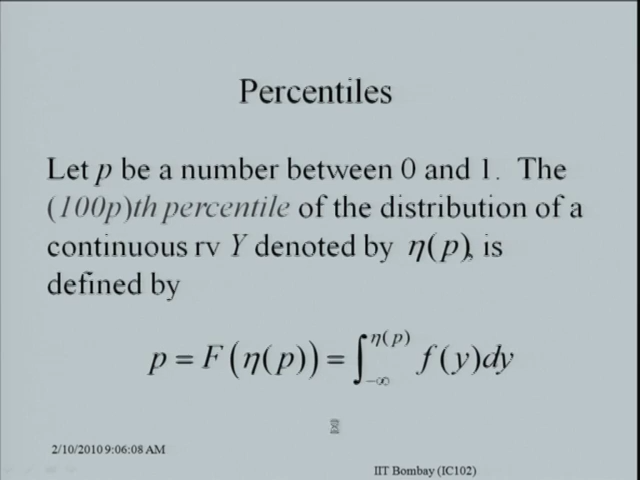 Percentiles
Let p be a number between 0 and 1. The
(100p)th percentile of the distribution of a
continuous rv Y denoted by η(p), is
defined by
p = F(η(p)) = ∫_{-∞}^{η(p)} f(y)dy
2/10/2010 9:06:08 AM
IIT Bombay (IC102)